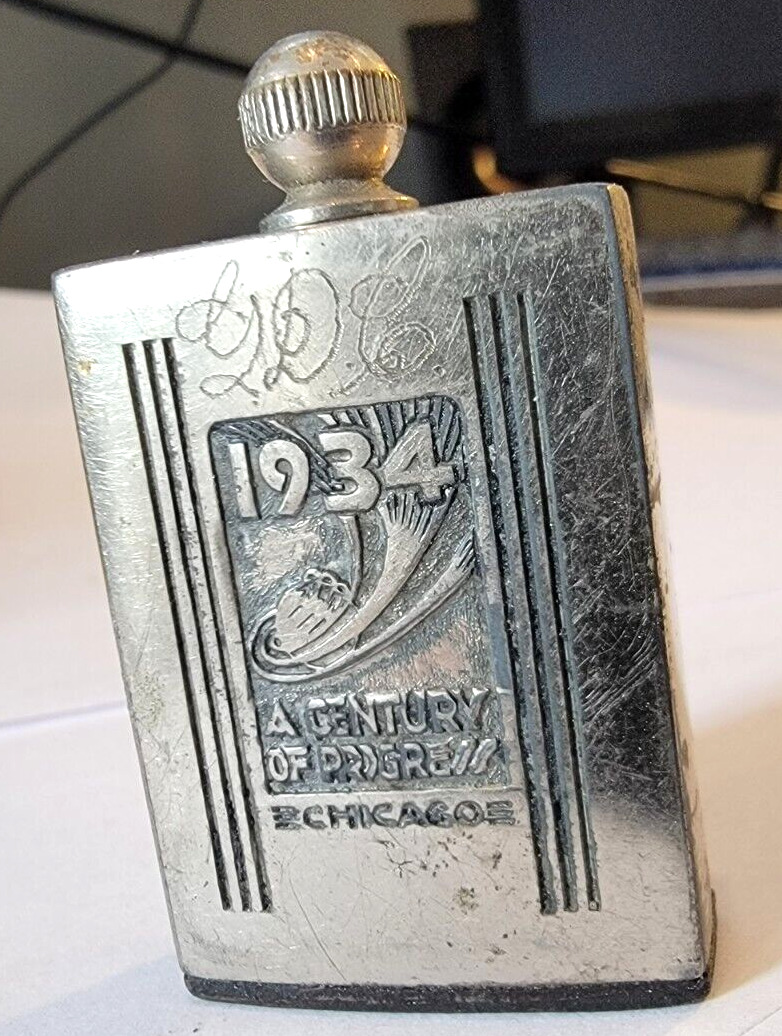 G.D.C.
1934
A CENTURY
OF PROGRESS
CHICAGO